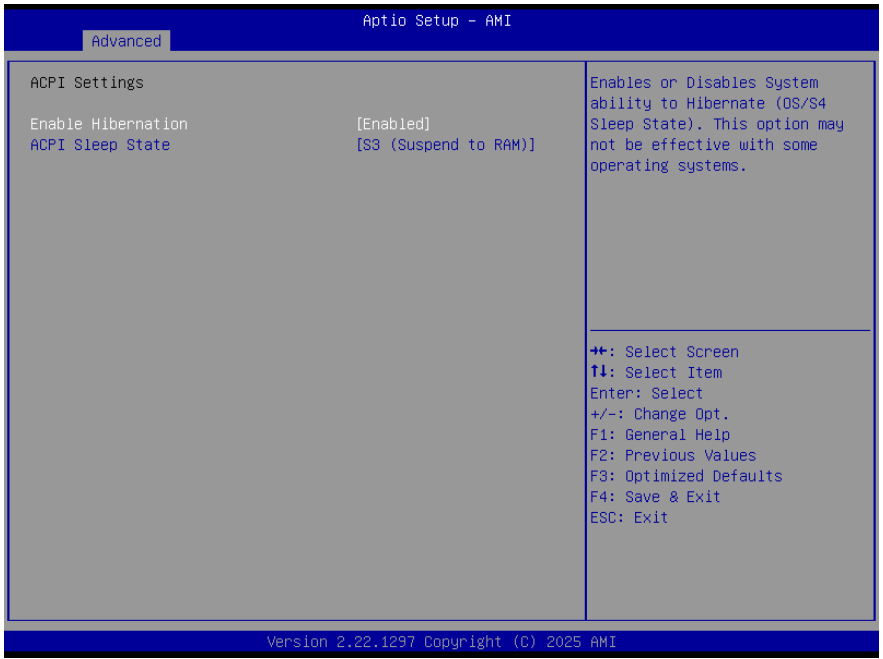 Aptio Setup – AMI
Advanced
ACPI Settings
Enable Hibernation [Enabled]
ACPI Sleep State [S3 (Suspend to RAM)]
Enables or Disables System
ability to Hibernate (OS/S4
Sleep State). This option may
not be effective with some
operating systems.
→←: Select Screen
↑↓: Select Item
Enter: Select
+/-: Change Opt.
F1: General Help
F2: Previous Values
F3: Optimized Defaults
F4: Save & Exit
ESC: Exit
Version 2.22.1297 Copyright (C) 2025 AMI